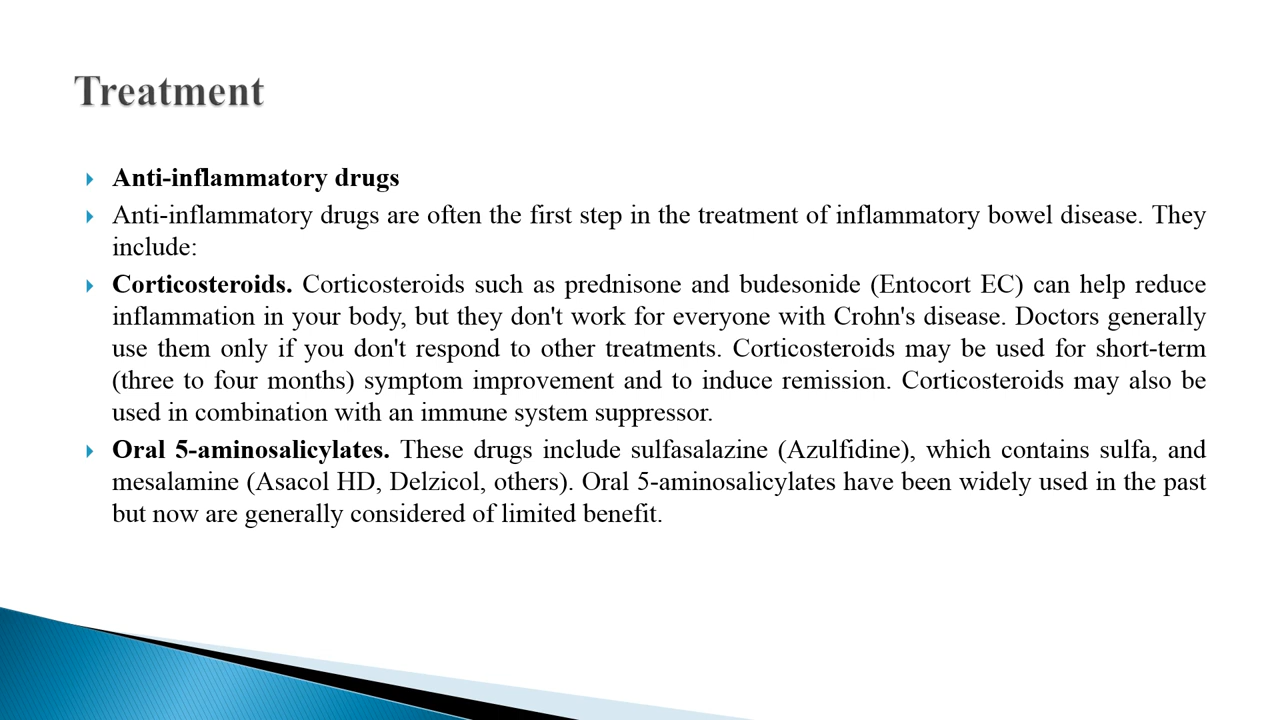 Treatment
Anti-inflammatory drugs
Anti-inflammatory drugs are often the first step in the treatment of inflammatory bowel disease. They
include:
Corticosteroids. Corticosteroids such as prednisone and budesonide (Entocort EC) can help reduce
inflammation in your body, but they don't work for everyone with Crohn's disease. Doctors generally
use them only if you don't respond to other treatments. Corticosteroids may be used for short-term
(three to four months) symptom improvement and to induce remission. Corticosteroids may also be
used in combination with an immune system suppressor.
Oral 5-aminosalicylates. These drugs include sulfasalazine (Azulfidine), which contains sulfa, and
mesalamine (Asacol HD, Delzicol, others). Oral 5-aminosalicylates have been widely used in the past
but now are generally considered of limited benefit.